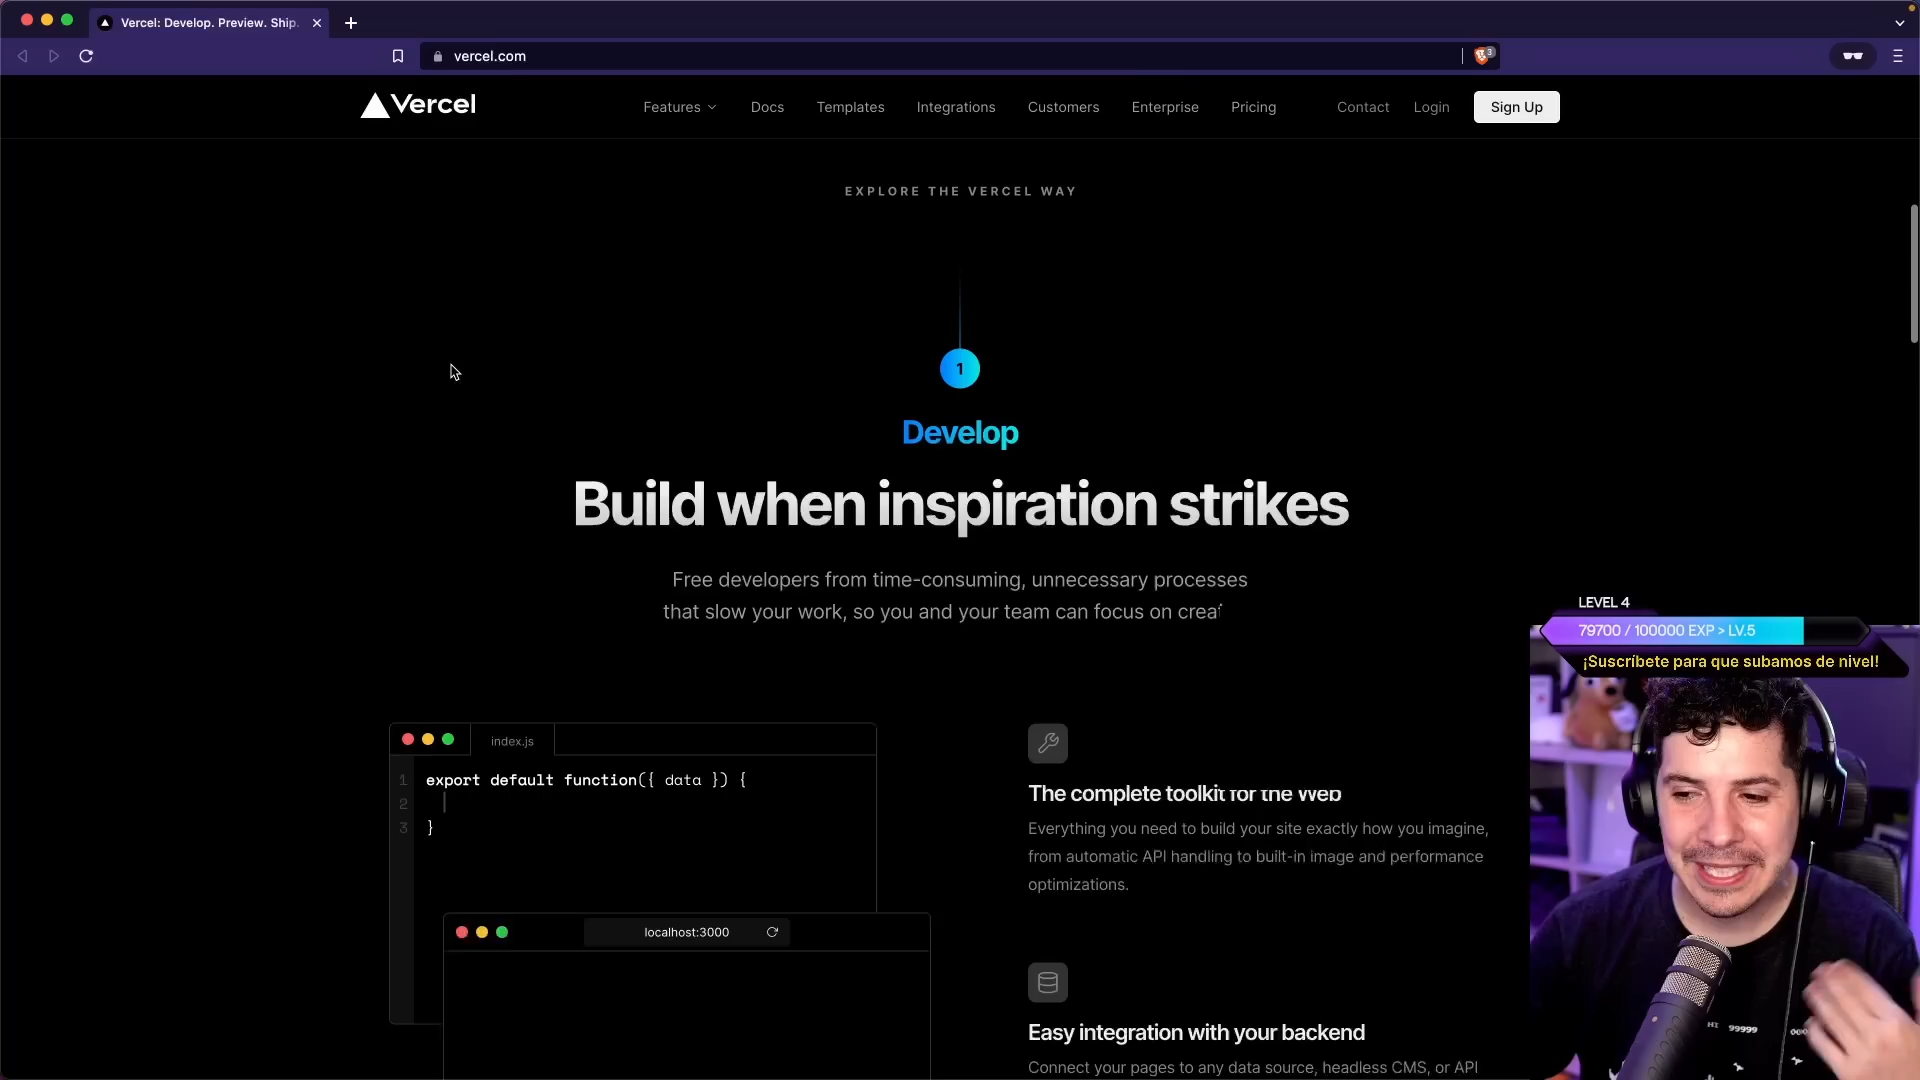 Vercel: Develop. Preview. Ship.
vercel.com
3
Vercel
Features
Docs
Templates
Integrations
Customers
Enterprise
Pricing
Contact
Login
Sign Up
EXPLORE THE VERCEL WAY
1
Develop
Build when inspiration strikes
Free developers from time-consuming, unnecessary processes
that slow your work, so you and your team can focus on
index.js
1 export default function({ data }) {
2
3 }
localhost:3000
The complete toolkit for the Web
Everything you need to build your site exactly how you imagine,
from automatic API handling to built-in image and performance
optimizations.
Easy integration with your backend
Connect your pages to any data source, headless CMS, or API
LEVEL 4
79700 / 100000 EXP > LV.5
¡Suscríbete para que subamos de nivel!
HI 99999